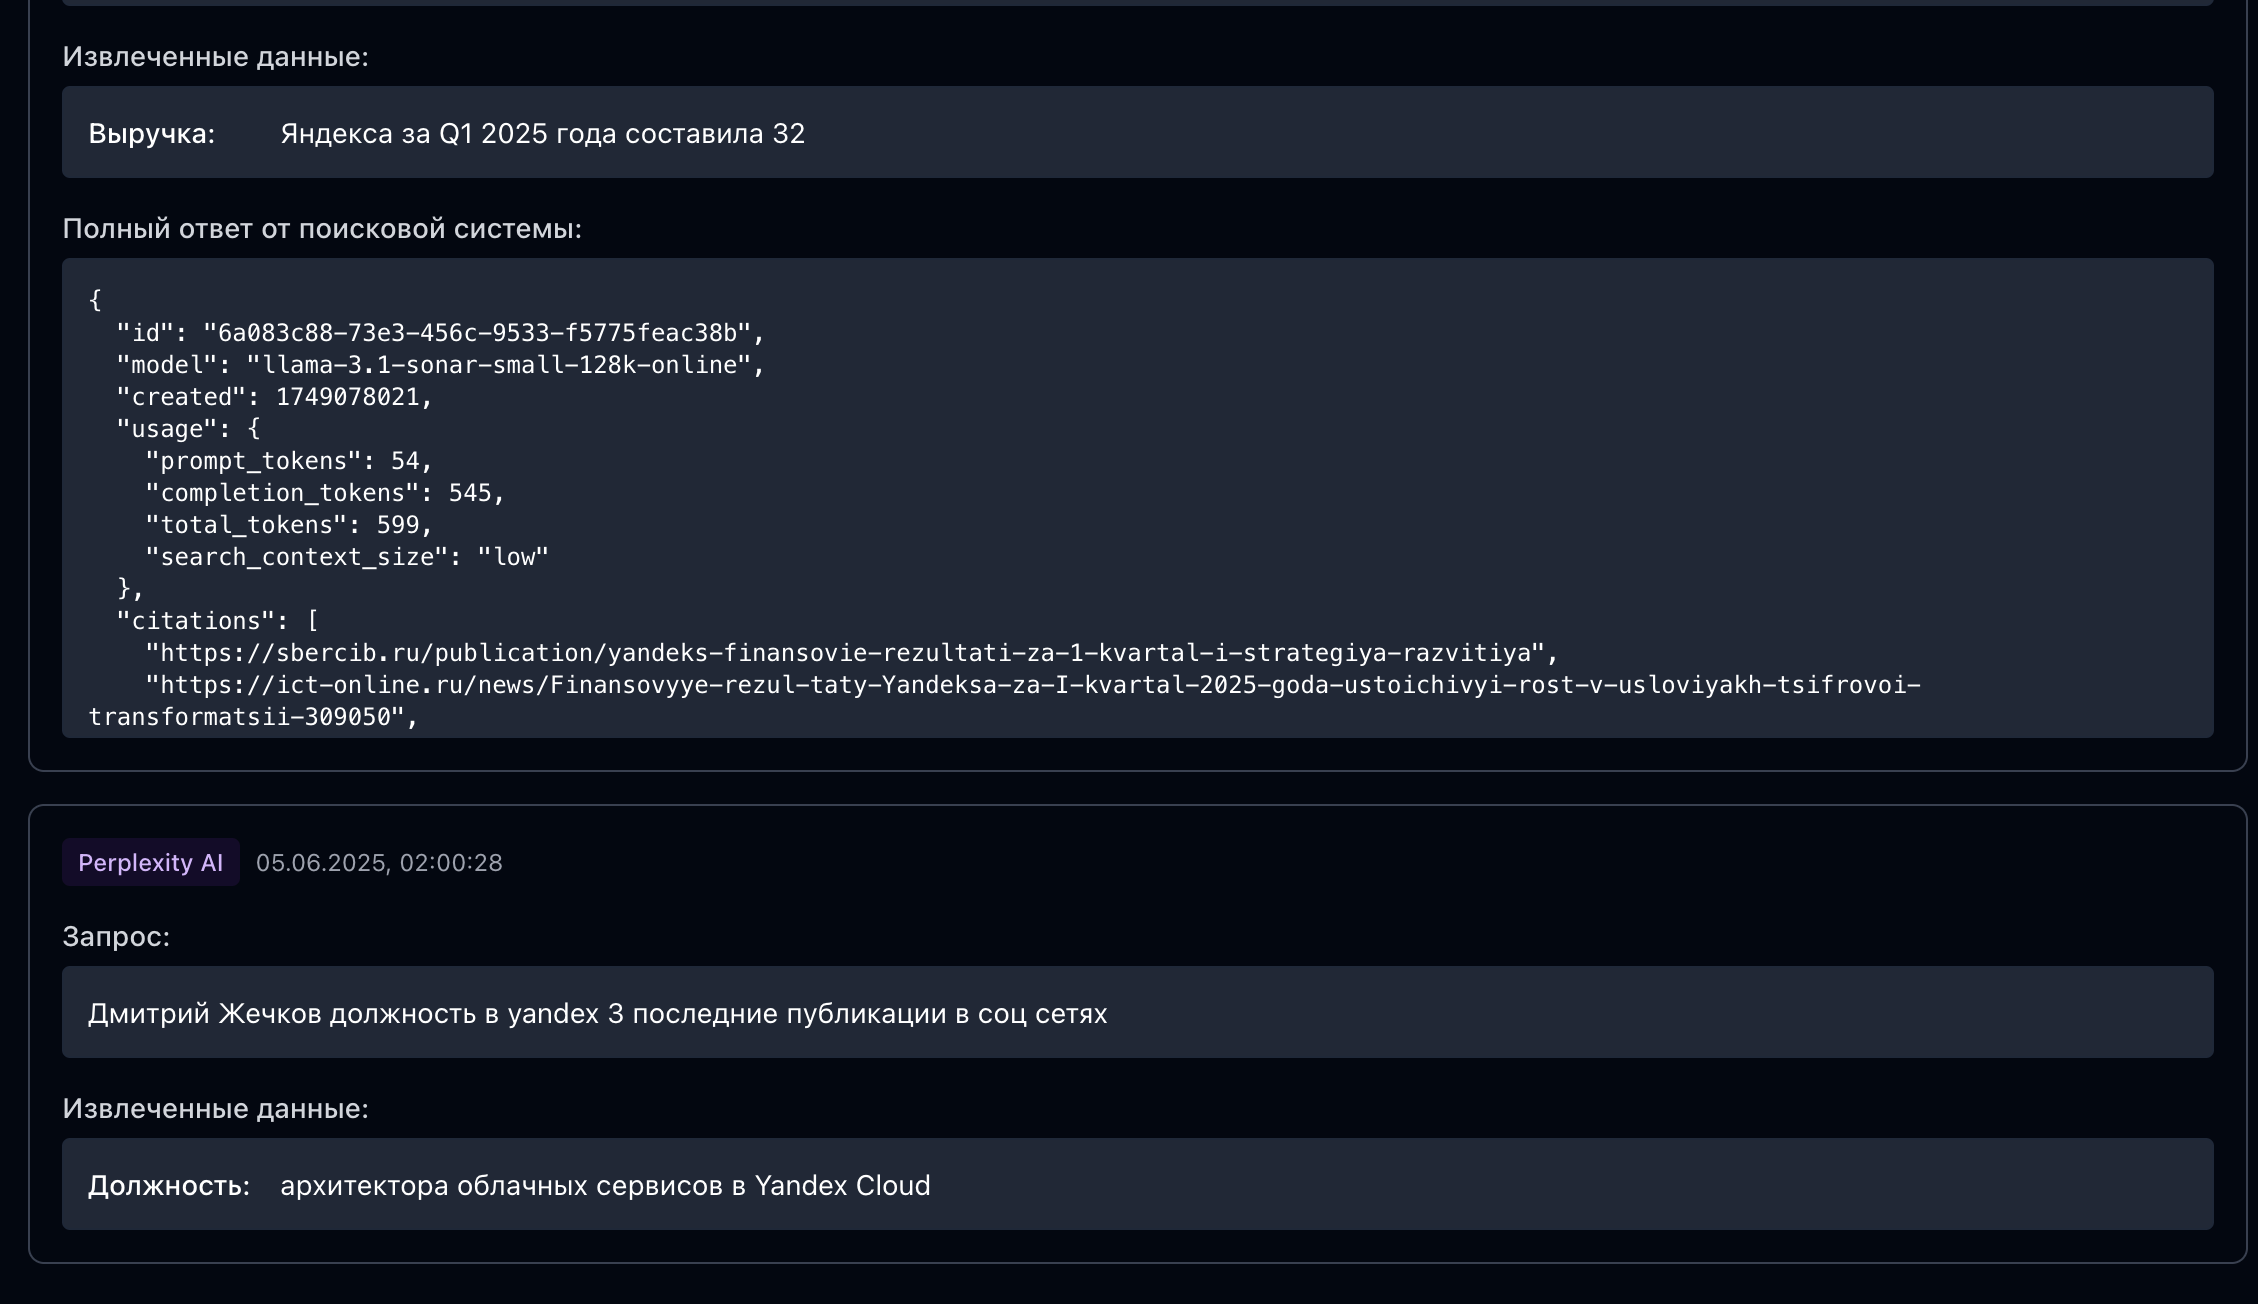 Извлеченные данные:
Выручка: Яндекса за Q1 2025 года составила 32
Полный ответ от поисковой системы:
{
"id": "6a083c88-73e3-456c-9533-f5775feac38b",
"model": "llama-3.1-sonar-small-128k-online",
"created": 1749078021,
"usage": {
"prompt_tokens": 54,
"completion_tokens": 545,
"total_tokens": 599,
"search_context_size": "low"
},
"citations": [
"https://sbercib.ru/publication/yandeks-finansovie-rezultati-za-1-kvartal-i-strategiya-razvitiya",
"https://ict-online.ru/news/Finansovyye-rezul-taty-Yandeksa-za-I-kvartal-2025-goda-ustoichivyi-rost-v-usloviyakh-tsifrovoi-
transformatsii-309050",
Perplexity AI 05.06.2025, 02:00:28
Запрос:
Дмитрий Жечков должность в yandex 3 последние публикации в соц сетях
Извлеченные данные:
Должность: архитектора облачных сервисов в Yandex Cloud